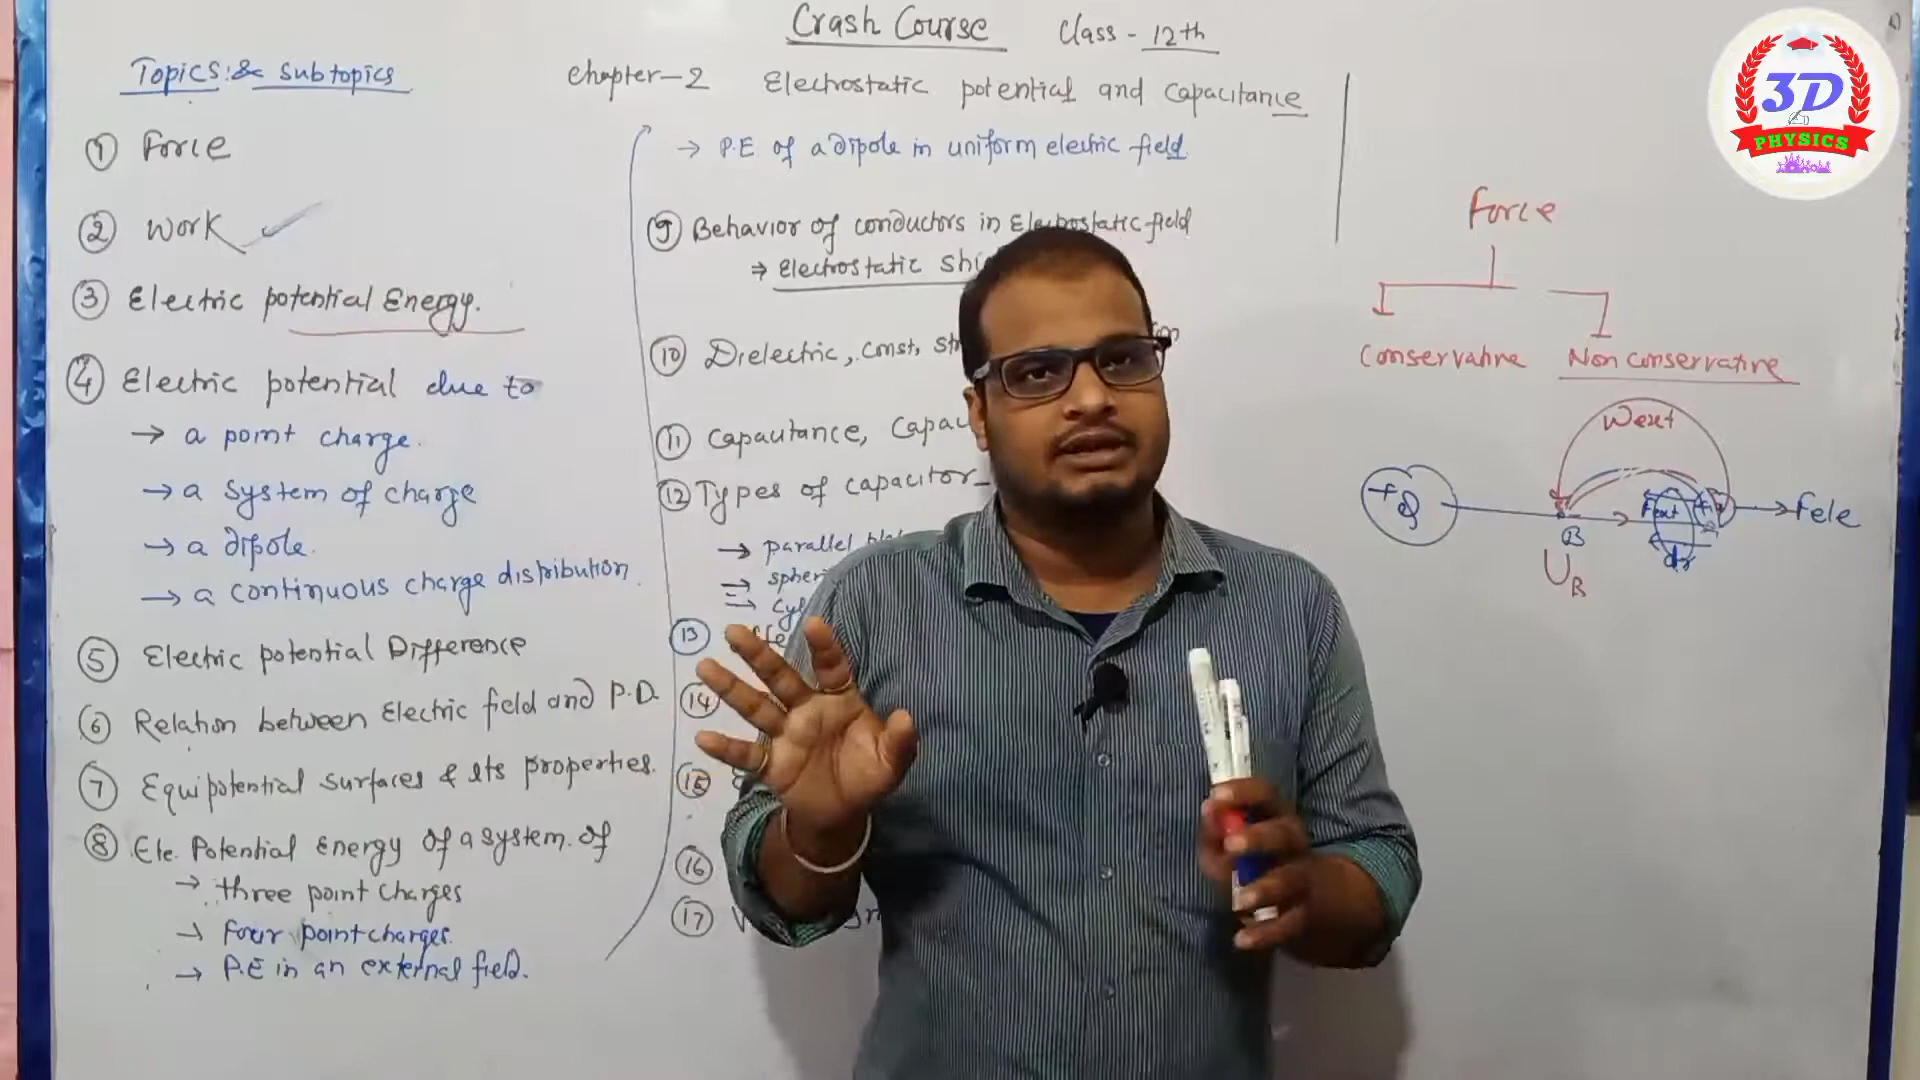 Crash Course Class - 12th
Chapter-2 Electrostatic potential and capacitance
Topics & Subtopics
① Force
② Work
③ Electric potential Energy.
④ Electric potential due to
→ a point charge.
→ a system of charge
→ a dipole.
→ a continuous charge distribution
⑤ Electric potential Difference
⑥ Relation between Electric field and P.D.
⑦ Equipotential surfaces & its properties.
⑧ Ele. Potential Energy of a system of
→ three point charges
→ four point charges.
→ P.E in an external field.
→ P.E of a dipole in uniform electric field.
⑨ Behavior of conductors in Electrostatic field
⇒ Electrostatic
⑩ Dielectric, const,
⑪ Capacitance,
⑫ Types of capacitor
→ parallel
→
→
⑬
⑭
⑮
⑯
⑰
Force
Conservative Non conservative
Wext
+Q
Fext
Fele
B
dr
U_B
3D
PHYSICS